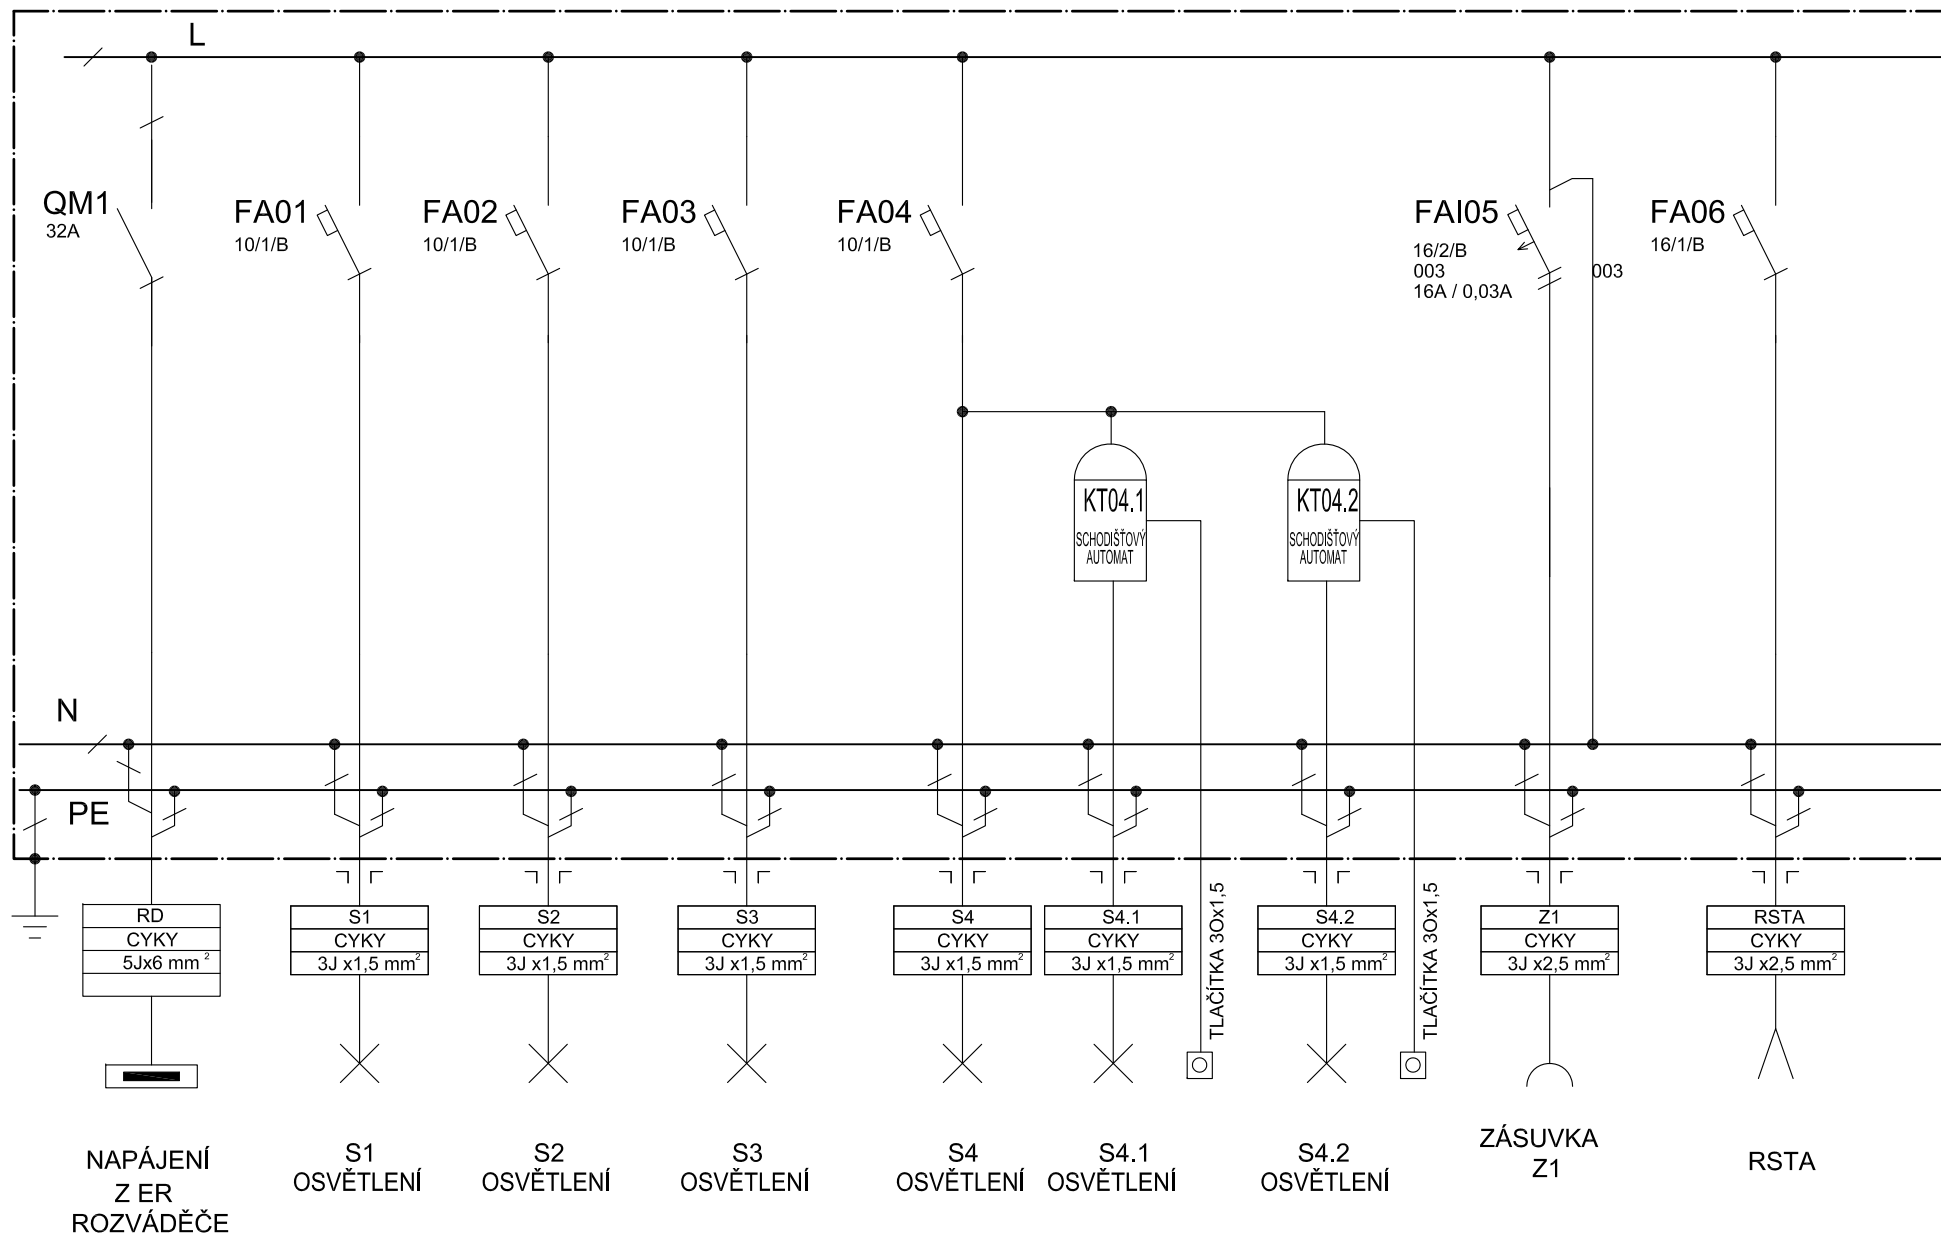 L
QM1
32A
FA01
10/1/B
FA02
10/1/B
FA03
10/1/B
FA04
10/1/B
FAI05
16/2/B
003
16A / 0,03A
003
FA06
16/1/B
KT04.1
SCHODIŠŤOVÝ
AUTOMAT
KT04.2
SCHODIŠŤOVÝ
AUTOMAT
N
PE
RD
CYKY
5Jx6 mm²
S1
CYKY
3J x1,5 mm²
S2
CYKY
3J x1,5 mm²
S3
CYKY
3J x1,5 mm²
S4
CYKY
3J x1,5 mm²
S4.1
CYKY
3J x1,5 mm²
TLAČÍTKA 3Ox1,5
S4.2
CYKY
3J x1,5 mm²
TLAČÍTKA 3Ox1,5
Z1
CYKY
3J x2,5 mm²
RSTA
CYKY
3J x2,5 mm²
NAPÁJENÍ
Z ER
ROZVÁDĚČE
S1
OSVĚTLENÍ
S2
OSVĚTLENÍ
S3
OSVĚTLENÍ
S4
OSVĚTLENÍ
S4.1
OSVĚTLENÍ
S4.2
OSVĚTLENÍ
ZÁSUVKA
Z1
RSTA